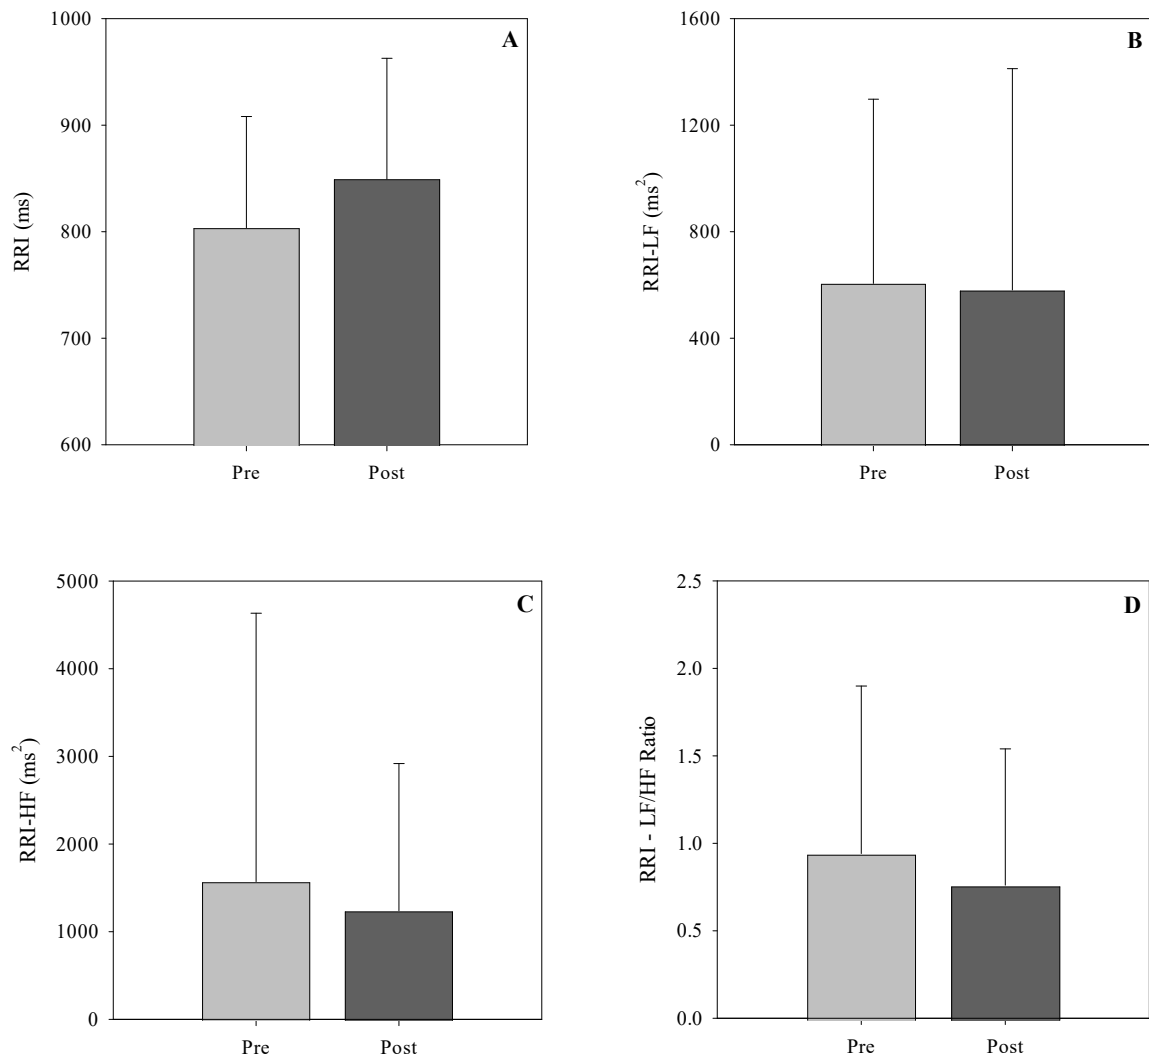 A
RRI (ms)
1000
900
800
700
600
Pre Post
B
RRI-LF (ms²)
1600
1200
800
400
0
Pre Post
C
RRI-HF (ms²)
5000
4000
3000
2000
1000
0
Pre Post
D
RRI - LF/HF Ratio
2.5
2.0
1.5
1.0
0.5
0.0
Pre Post